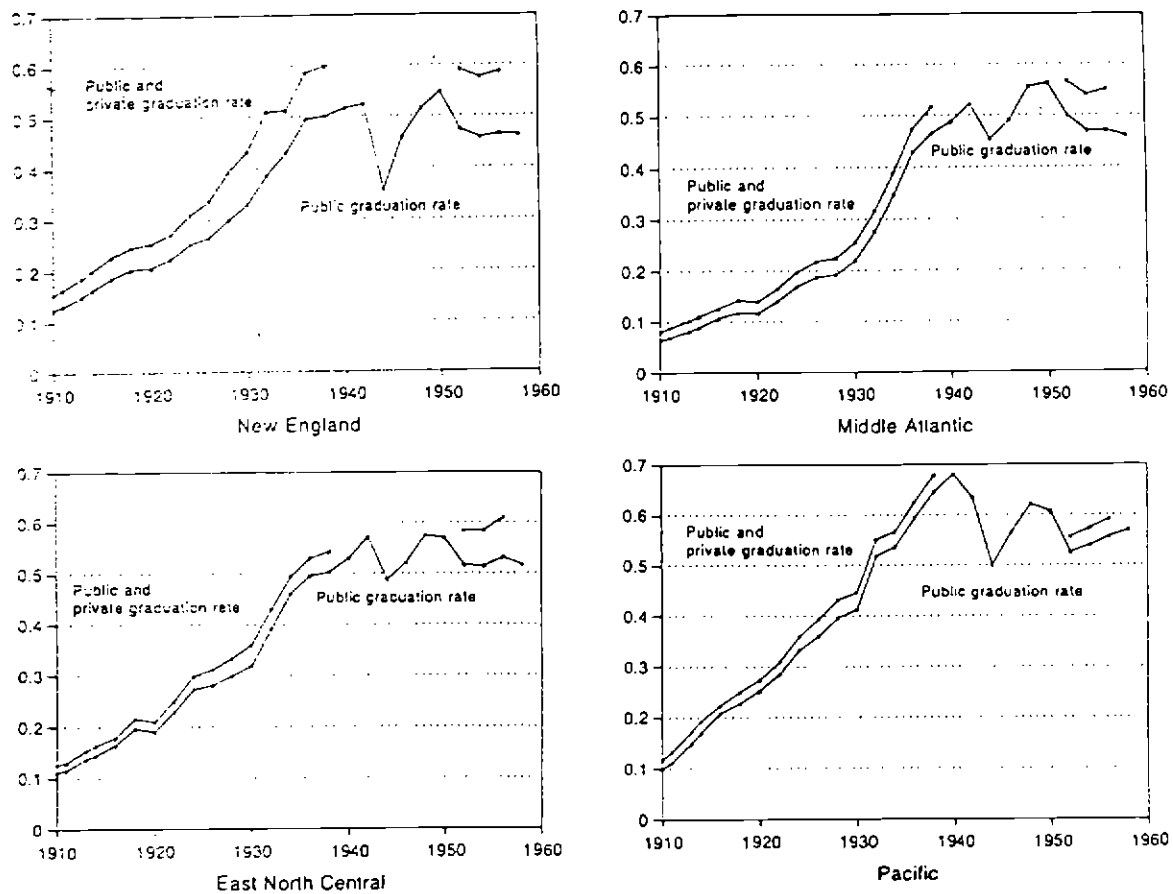 0.7
0.6
0.5
0.4
0.3
0.2
0.1
0
Public and
private graduation rate
Public graduation rate
1910 1920 1930 1940 1950 1960
New England
0.7
0.6
0.5
0.4
0.3
0.2
0.1
0
Public and
private graduation rate
Public graduation rate
1910 1920 1930 1940 1950 1960
Middle Atlantic
0.7
0.6
0.5
0.4
0.3
0.2
0.1
0
Public and
private graduation rate
Public graduation rate
1910 1920 1930 1940 1950 1960
East North Central
0.7
0.6
0.5
0.4
0.3
0.2
0.1
0
Public and
private graduation rate
Public graduation rate
1910 1920 1930 1940 1950 1960
Pacific